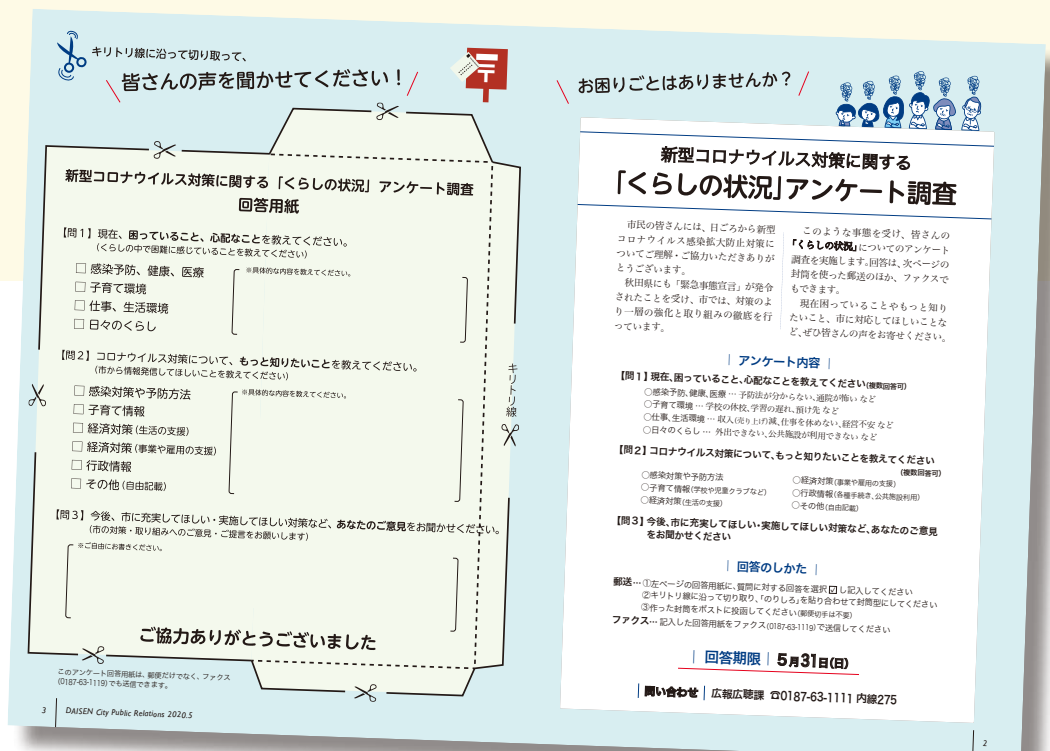 キリトリ線に沿って切り取って、
皆さんの声を聞かせてください！
新型コロナウイルス対策に関する「くらしの状況」アンケート調査
回答用紙
【問１】現在、困っていること、心配なことを教えてください。
（くらしの中で困難に感じていることを教えてください）
□ 感染予防、健康、医療
□ 子育て環境
□ 仕事、生活環境
□ 日々のくらし
※具体的な内容を教えてください。
【問２】コロナウイルス対策について、もっと知りたいことを教えてください。
（市から情報発信してほしいことを教えてください）
□ 感染対策や予防方法
□ 子育て情報
□ 経済対策（生活の支援）
□ 経済対策（事業や雇用の支援）
□ 行政情報
□ その他（自由記載）
※具体的な内容を教えてください。
キリトリ線
【問３】今後、市に充実してほしい・実施してほしい対策など、あなたのご意見をお聞かせください。
（市の対策・取り組みへのご意見・ご提言をお願いします）
※ご自由にお書きください。
ご協力ありがとうございました
このアンケート回答用紙は、郵便だけでなく、ファクス
(0187-63-1119)でも送信できます。
3 DAISEN City Public Relations 2020.5
お困りごとはありませんか？
新型コロナウイルス対策に関する
「くらしの状況」アンケート調査
市民の皆さんには、日ごろから新型
コロナウイルス感染拡大防止対策に
ついてご理解・ご協力いただきありが
とうございます。
秋田県にも「緊急事態宣言」が発令
されたことを受け、市では、対策のよ
り一層の強化と取り組みの徹底を行
っています。
このような事態を受け、皆さんの
「くらしの状況」についてのアンケート
調査を実施します。回答は、次ページの
封筒を使った郵送のほか、ファクスで
もできます。
現在困っていることやもっと知り
たいこと、市に対応してほしいことな
ど、ぜひ皆さんの声をお寄せください。
｜ アンケート内容 ｜
【問１】現在、困っていること、心配なことを教えてください（複数回答可）
○感染予防、健康、医療 … 予防法が分からない、通院が怖い など
○子育て環境 … 学校の休校、学習の遅れ、預け先 など
○仕事、生活環境 … 収入（売り上げ）減、仕事を休めない、経営不安 など
○日々のくらし … 外出できない、公共施設が利用できない など
【問２】コロナウイルス対策について、もっと知りたいことを教えてください
（複数回答可）
○感染対策や予防方法
○子育て情報（学校や児童クラブなど）
○経済対策（生活の支援）
○経済対策（事業や雇用の支援）
○行政情報（各種手続き、公共施設利用）
○その他（自由記載）
【問３】今後、市に充実してほしい・実施してほしい対策など、あなたのご意見
をお聞かせください
｜ 回答のしかた ｜
郵送…①左ページの回答用紙に、質問に対する回答を選択☑し記入してください
②キリトリ線に沿って切り取り、「のりしろ」を貼り合わせて封筒型にしてください
③作った封筒をポストに投函してください（郵便切手は不要）
ファクス…記入した回答用紙をファクス(0187-63-1119)で送信してください
｜ 回答期限 ｜ 5月31日（日）
｜ 問い合わせ ｜ 広報広聴課 ☎0187-63-1111 内線275
2